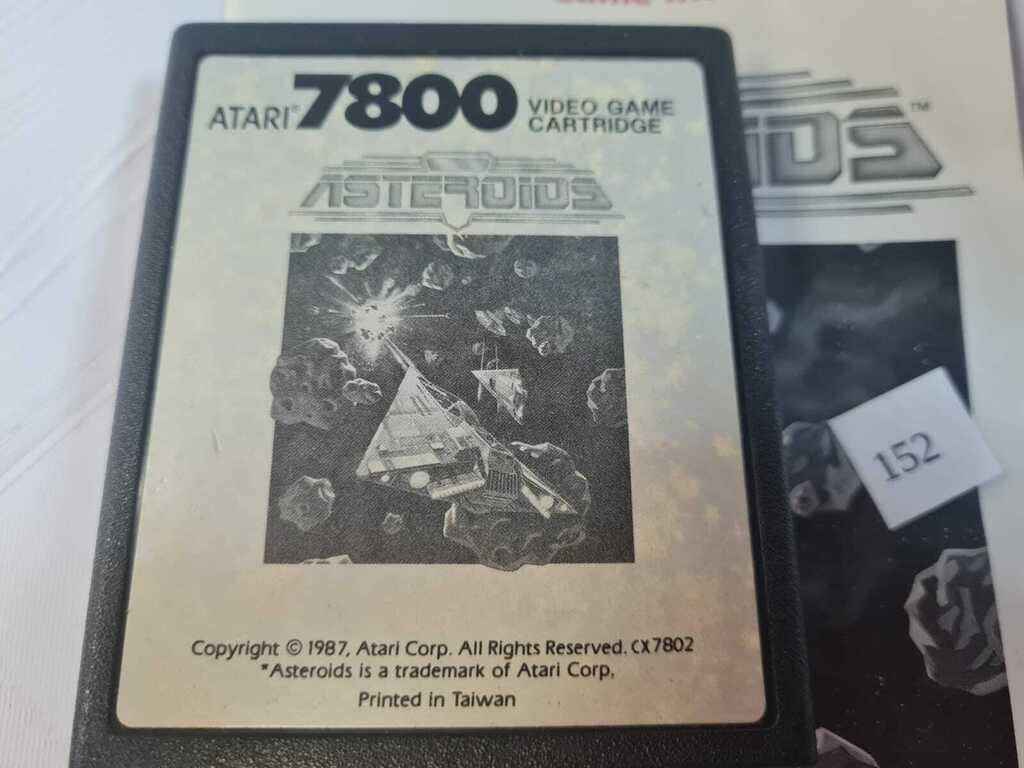 ATARI® 7800 VIDEO GAME
CARTRIDGE
ASTEROIDS
Copyright © 1987, Atari Corp. All Rights Reserved. CX7802
*Asteroids is a trademark of Atari Corp.
Printed in Taiwan
IDS™
152